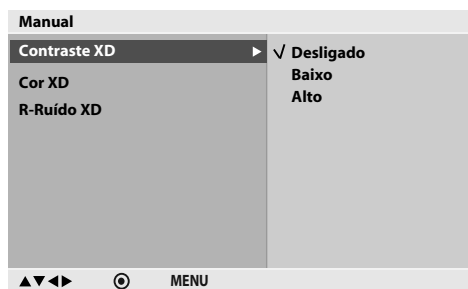 Manual
Contraste XD
Cor XD
R-Ruído XD
√ Desligado
Baixo
Alto
MENU